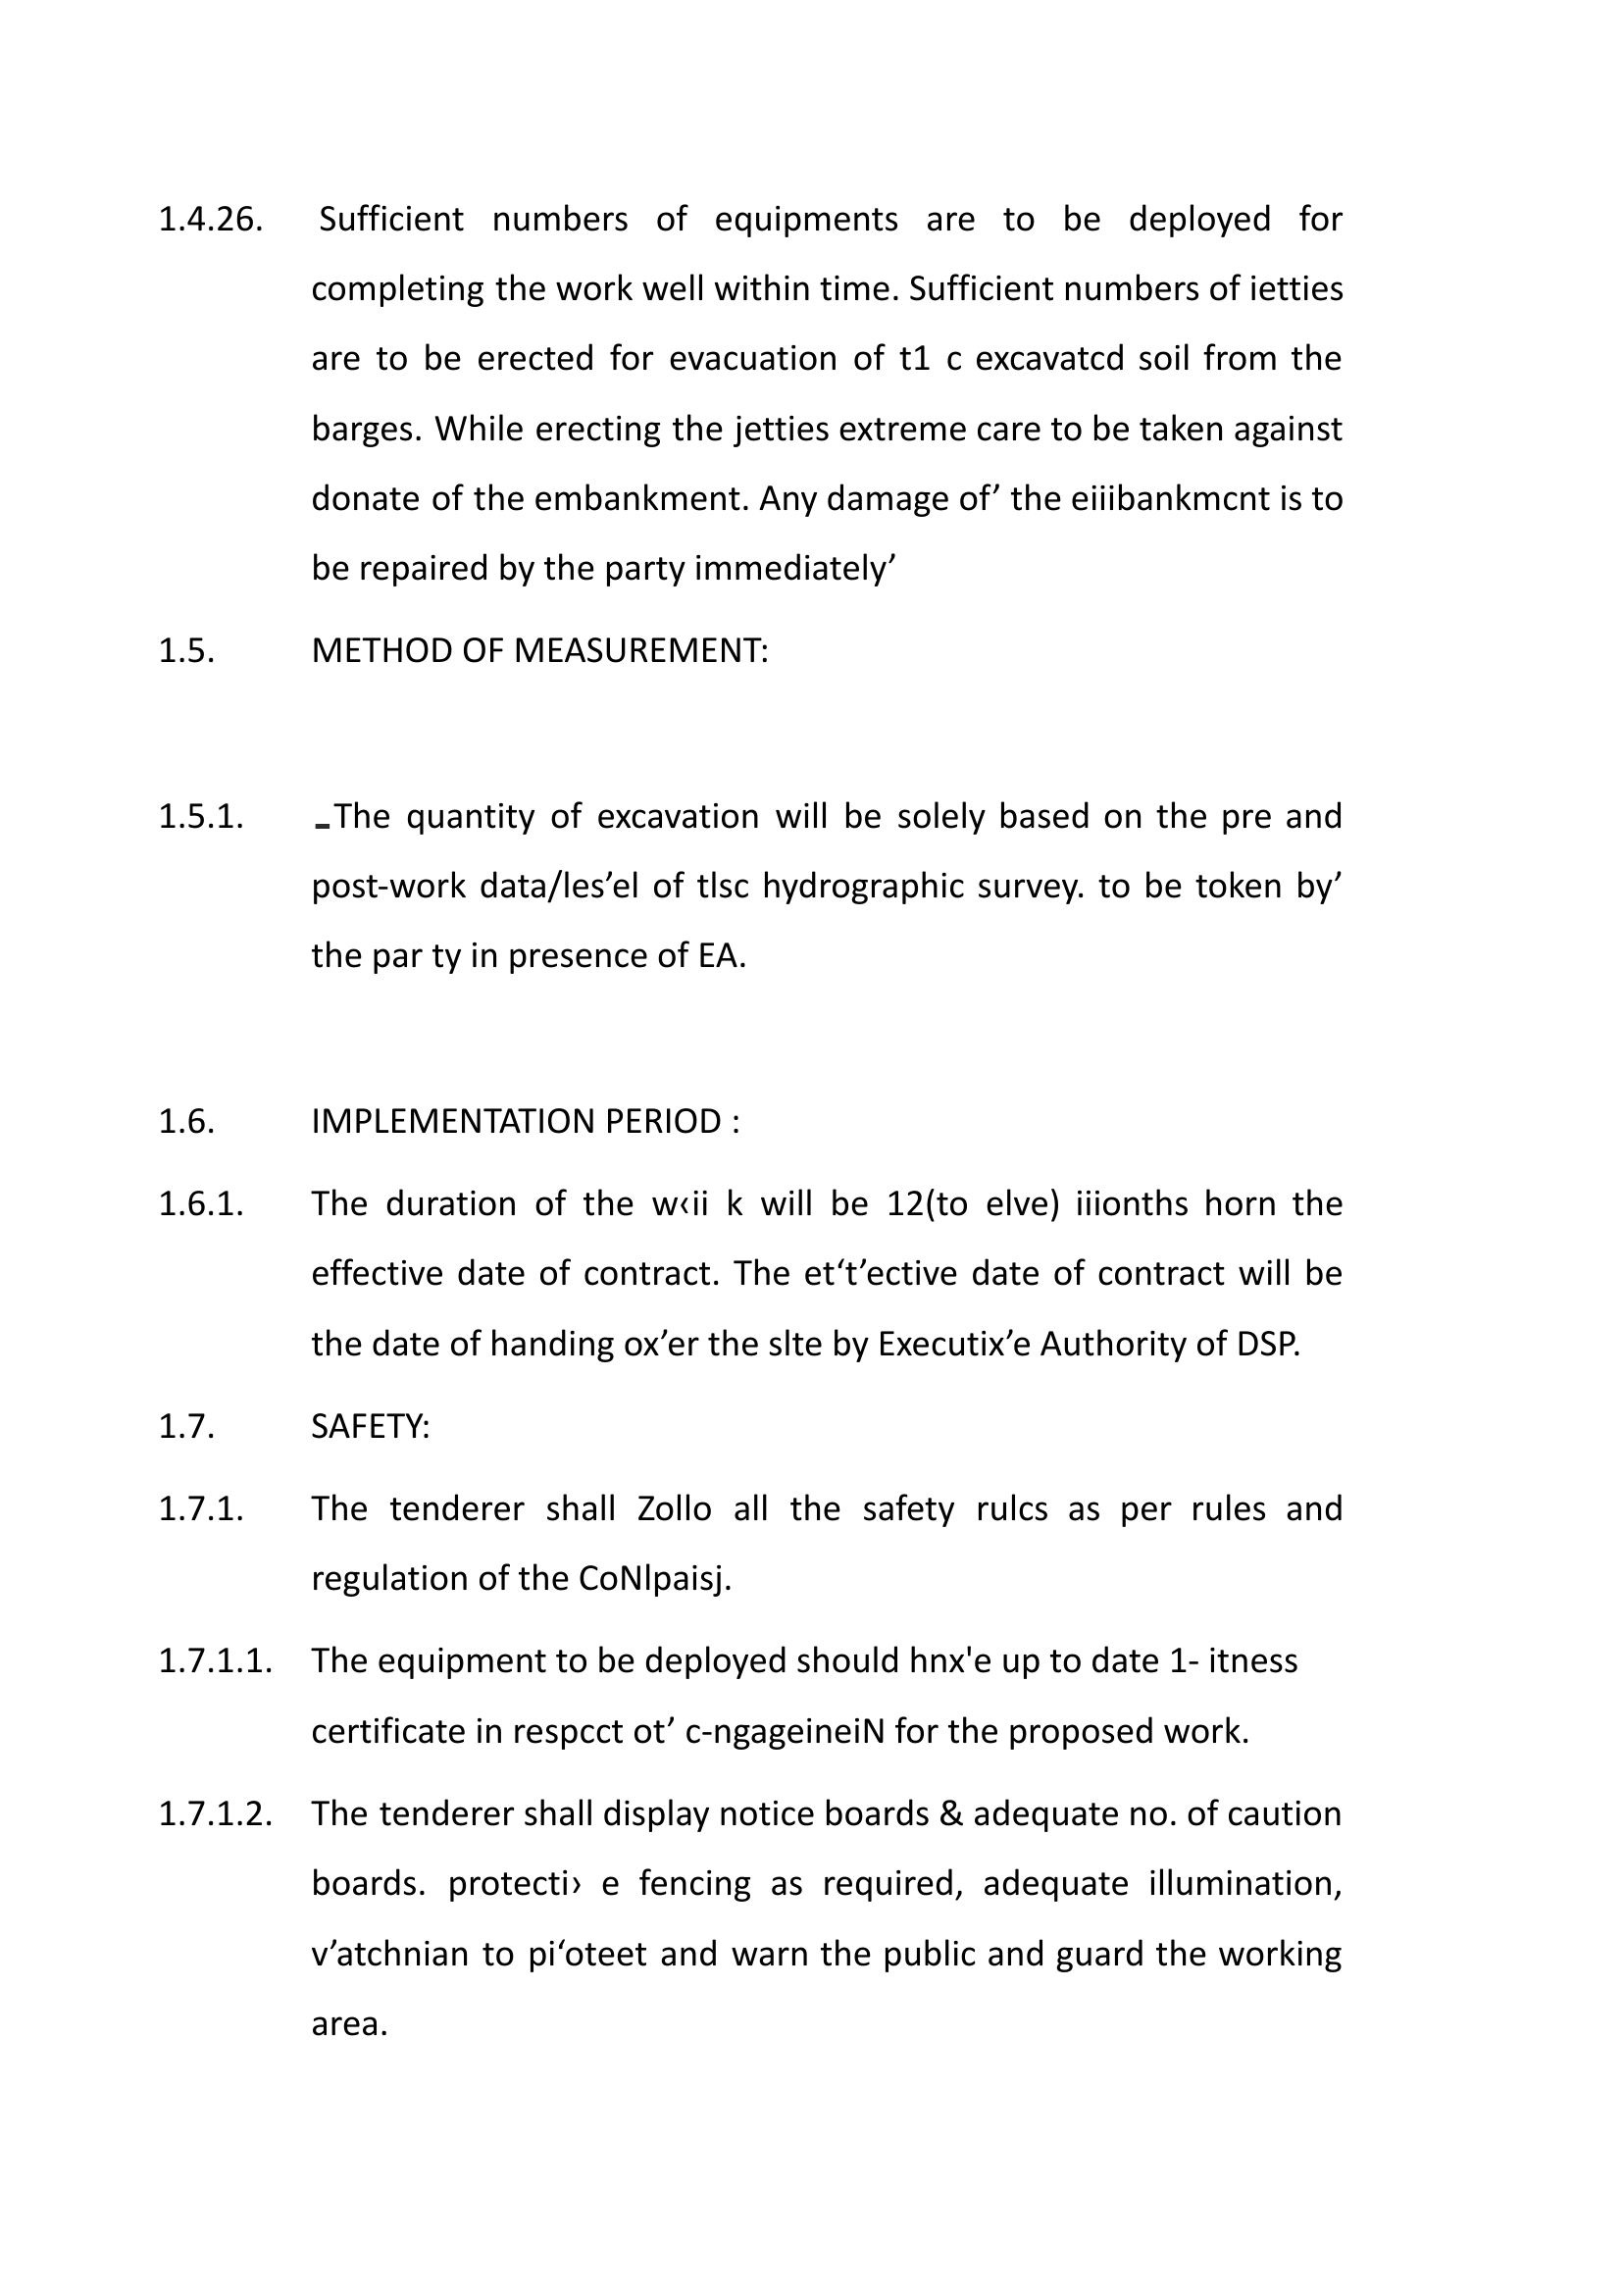 1.4.26. Sufficient numbers of equipments are to be deployed for
completing the work well within time. Sufficient numbers of ietties
are to be erected for evacuation of t1 c excavatcd soil from the
barges. While erecting the jetties extreme care to be taken against
donate of the embankment. Any damage of’ the eiiibankmcnt is to
be repaired by the party immediately’
1.5. METHOD OF MEASUREMENT:
1.5.1. The quantity of excavation will be solely based on the pre and
post-work data/les’el of tlsc hydrographic survey. to be token by’
the par ty in presence of EA.
1.6. IMPLEMENTATION PERIOD :
1.6.1. The duration of the w‹ii k will be 12(to elve) iiionths horn the
effective date of contract. The et‘t’ective date of contract will be
the date of handing ox’er the slte by Executix’e Authority of DSP.
1.7. SAFETY:
1.7.1. The tenderer shall Zollo all the safety rulcs as per rules and
regulation of the CoNlpaisj.
1.7.1.1. The equipment to be deployed should hnx'e up to date 1- itness
certificate in respcct ot’ c-ngageineiN for the proposed work.
1.7.1.2. The tenderer shall display notice boards & adequate no. of caution
boards. protecti› e fencing as required, adequate illumination,
v’atchnian to pi‘oteet and warn the public and guard the working
area.